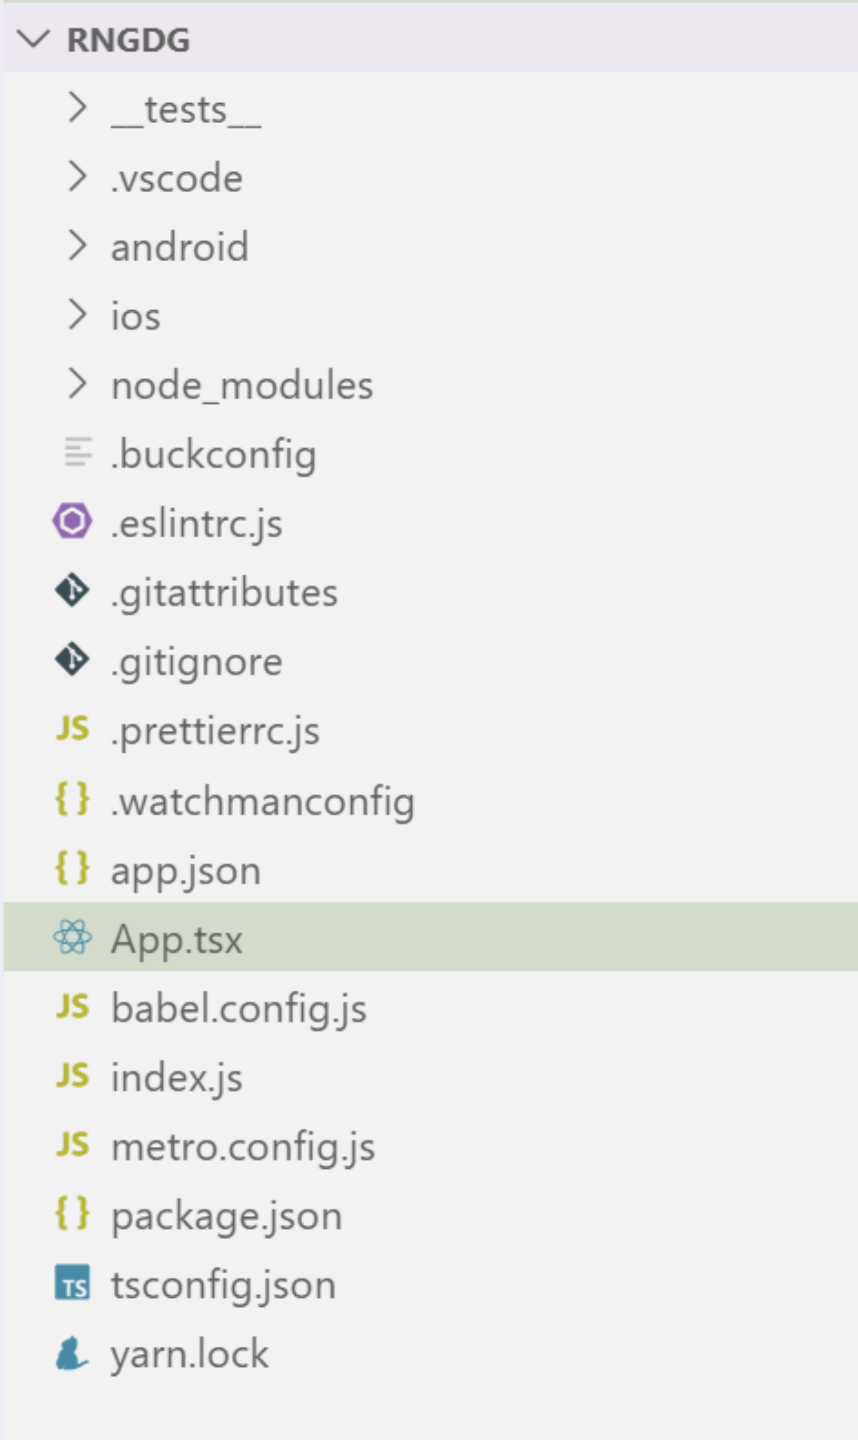 RNGDG
__tests__
.vscode
android
ios
node_modules
.buckconfig
.eslintrc.js
.gitattributes
.gitignore
JS .prettierrc.js
{} .watchmanconfig
{} app.json
App.tsx
JS babel.config.js
JS index.js
JS metro.config.js
{} package.json
TS tsconfig.json
yarn.lock